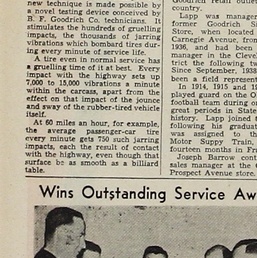 new technique is made possible by
a novel testing device conceived by
B. F. Goodrich Co. technicians. It
stimulates the hundreds of gruelling
impacts, the thousands of jarring
vibrations which bombard tires dur-
ing every minute of service life.
A tire even in normal service has
a gruelling time of it at best. Every
impact with the highway sets up
7,000 to 15,000 vibrations a minute
within the carcass, apart from the
effect on that impact of the jounce
and sway of the rubber-tired vehicle
itself.
At 60 miles an hour, for example,
the average passenger-car tire
every minute gets 750 such jarring
impacts, each the result of contact
with the highway, even though that
surface be as smooth as a billiard
table.
Goodrich retail outlet
country.
Lapp was manager
former Goodrich Si
Store, when located
Carnegie Avenue, from
1936, and had been
manager in the Cleve
trict the following tw
Since September, 1938
been a field represent
In 1914, 1915 and 19
played guard on the O
football team during on
great periods in State
history. Lapp joined t
following his graduat
was assigned to the
Motor Supply Train,
fourteen months in Fra
Joseph Barrow cont
sales manager at the C
Prospect Avenue store.
Wins Outstanding Service Aw